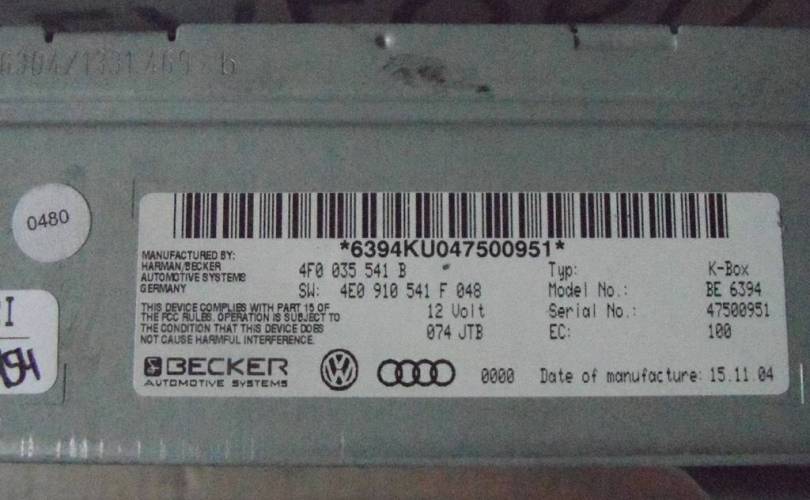 6304/1331 469 B
0480
*6394KU047500951*
MANUFACTURED BY:
HARMAN/BECKER
AUTOMOTIVE SYSTEMS
GERMANY
THIS DEVICE COMPLIES WITH PART 15 OF
THE FCC RULES. OPERATION IS SUBJECT TO
THE CONDITION THAT THIS DEVICE DOES
NOT CAUSE HARMFUL INTERFERENCE.
4F0 035 541 B
SW: 4E0 910 541 F 048
12 Volt
074 JTB
Typ: K-Box
Model No.: BE 6394
Serial No.: 47500951
EC: 100
BECKER
AUTOMOTIVE SYSTEMS
0000 Date of manufacture: 15.11.04